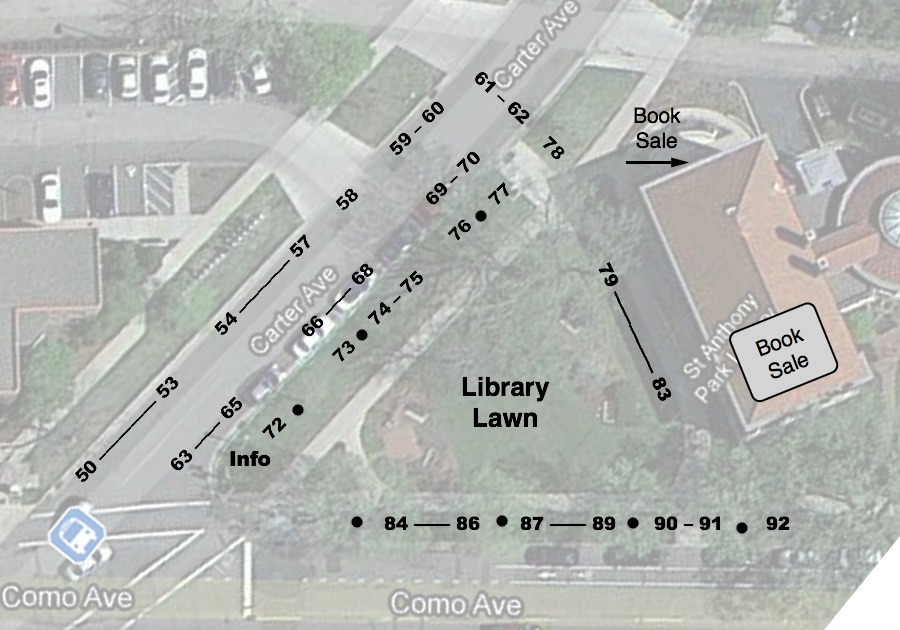 Carter Ave
61 - 62
59 - 60
Book
Sale
78
69 - 70
77
58
76
57
79
68
74 - 75
54
Carter Ave
66
73
St Anthony
Park
Book
Sale
53
65
83
Library
Lawn
72
50
63
Info
84 — 86
87 — 89
90 - 91
92
Como Ave
Como Ave